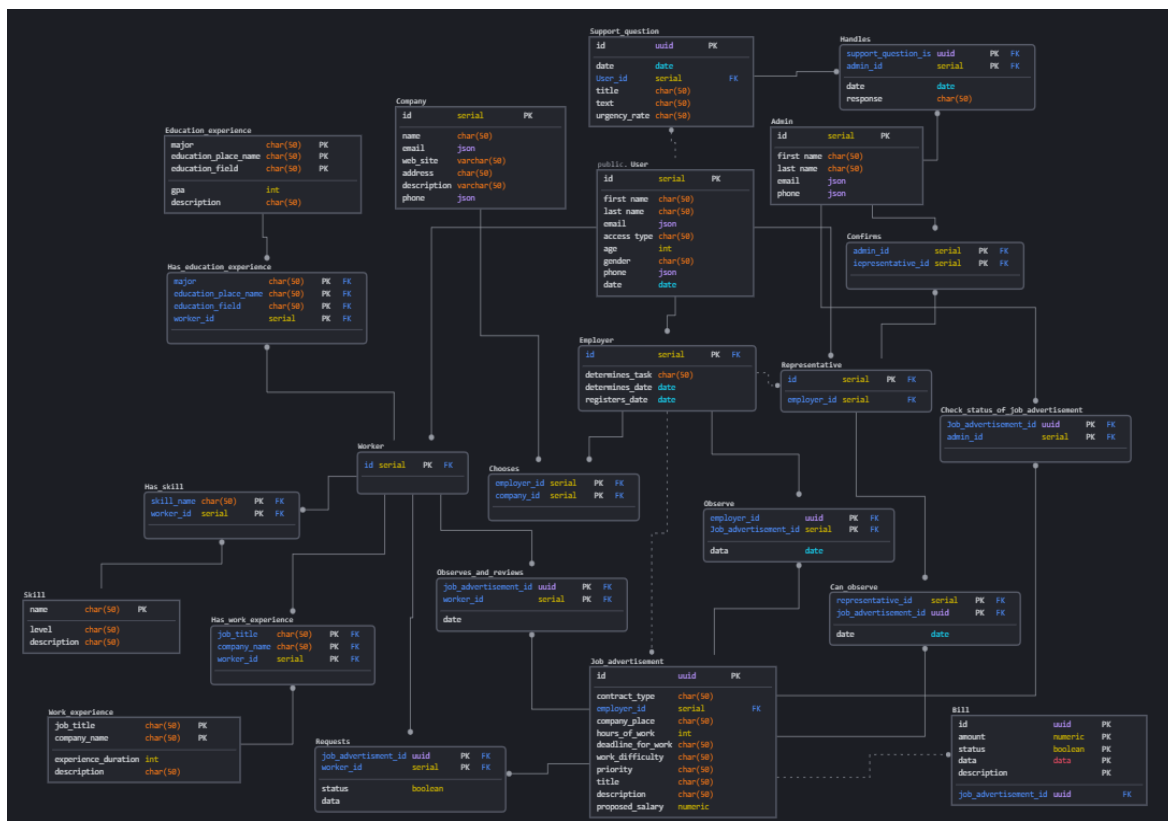 Support_question
id uuid PK
date date
User_id serial FK
title char(50)
text char(50)
urgency_rate char(50)
Handles
support_question_is uuid PK FK
admin_id serial PK FK
date date
response char(50)
Company
id serial PK
name char(50)
email json
web_site varchar(50)
address char(50)
description varchar(50)
phone json
Admin
id serial PK
first name char(50)
last name char(50)
email json
phone json
Education_experience
major char(50) PK
education_place_name char(50) PK
education_field char(50) PK
gpa int
description char(50)
public. User
id serial PK
first name char(50)
last name char(50)
email json
access type char(50)
age int
gender char(50)
phone json
date date
Confirms
admin_id serial PK FK
representative_id serial PK FK
Has_education_experience
major char(50) PK FK
education_place_name char(50) PK FK
education_field char(50) PK FK
worker_id serial PK FK
Employer
id serial PK FK
determines_task char(50)
determines_date date
registers_date date
Representative
id serial PK FK
employer_id serial FK
Check_status_of_job_advertisement
Job_advertisement_id uuid PK FK
admin_id serial PK FK
Worker
id serial PK FK
Chooses
employer_id serial PK FK
company_id serial PK FK
Has_skill
skill_name char(50) PK FK
worker_id serial PK FK
Observe
employer_id uuid PK FK
Job_advertisement_id serial PK FK
data date
Observes_and_reviews
job_advertisement_id uuid PK FK
worker_id serial PK FK
date
Can_observe
representative_id serial PK FK
job_advertisement_id uuid PK FK
date date
Skill
name char(50) PK
level char(50)
description char(50)
Has_work_experience
job_title char(50) PK FK
company_name char(50) PK FK
worker_id serial PK FK
Job_advertisement
id uuid PK
contract_type char(50)
employer_id serial FK
company_place char(50)
hours_of_work int
deadline_for_work char(50)
work_difficulty char(50)
priority char(50)
title char(50)
description char(50)
proposed_salary numeric
Work_experience
job_title char(50) PK
company_name char(50) PK
experience_duration int
description char(50)
Requests
job_advertisment_id uuid PK FK
worker_id serial PK FK
status boolean
data
Bill
id uuid PK
amount numeric PK
status boolean PK
data data PK
description PK
job_advertisement_id uuid FK